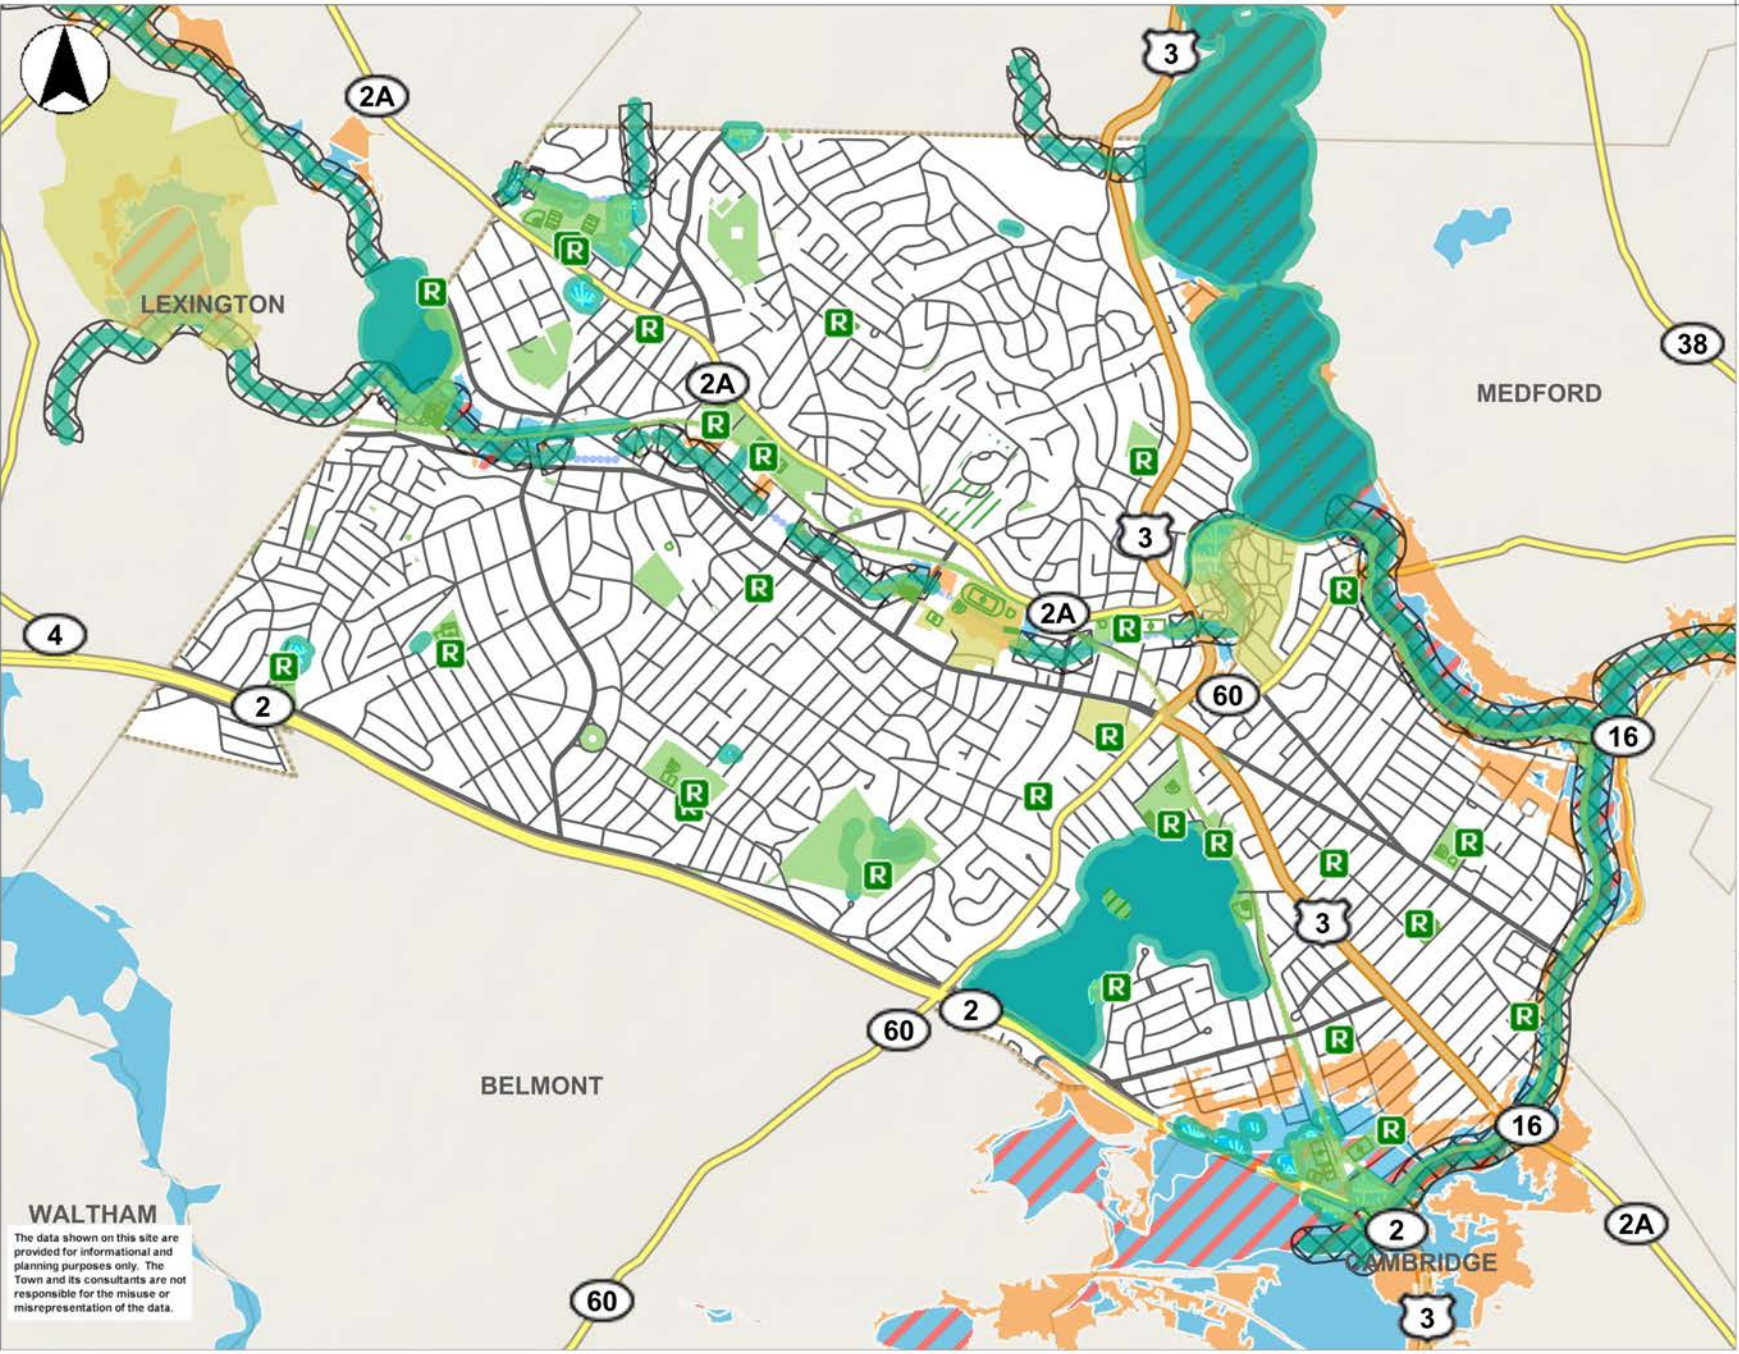 3
2A
R
R
LEXINGTON
R
R
38
2A
MEDFORD
R
R
R
3
R
R
2A
R
4
R
R
2
60
R
16
R
R
R
R
R
R
R
R
3
R
R
R
2
60
R
R
BELMONT
16
R
WALTHAM
The data shown on this site are
provided for informational and
planning purposes only. The
Town and its consultants are not
responsible for the misuse or
misrepresentation of the data.
2
2A
CAMBRIDGE
60
3